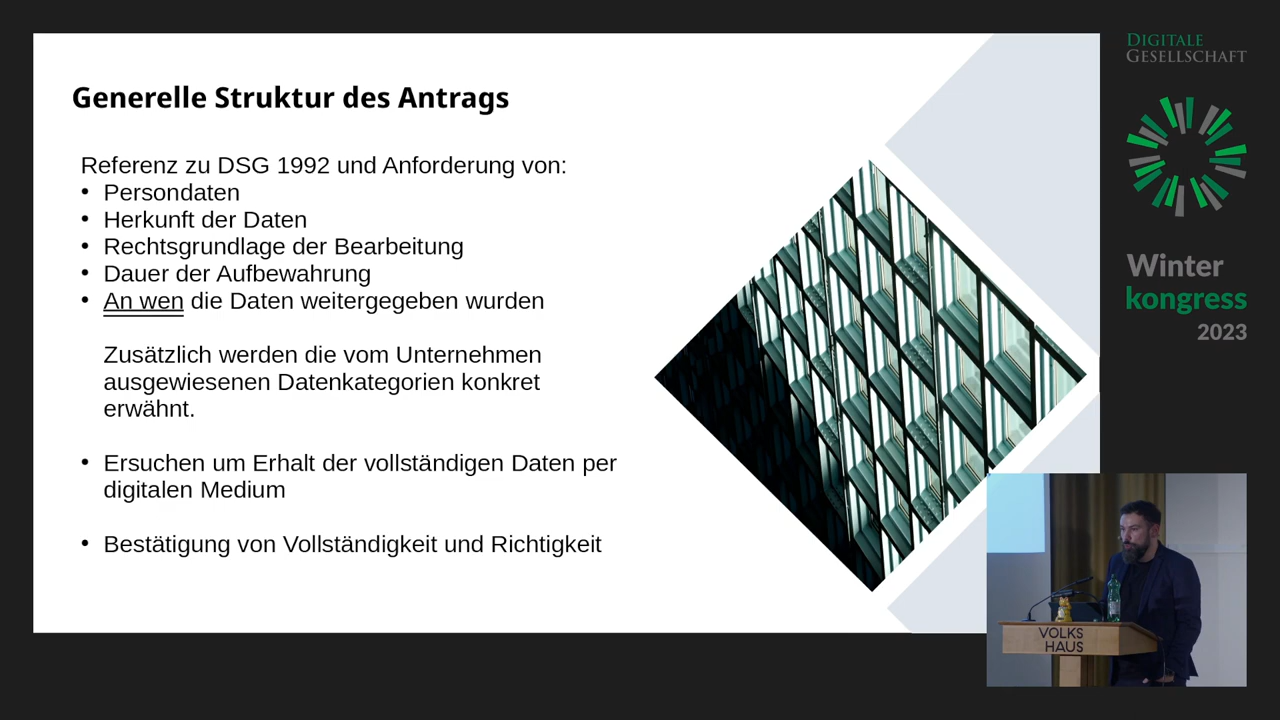 Generelle Struktur des Antrags
Referenz zu DSG 1992 und Anforderung von:
• Persondaten
• Herkunft der Daten
• Rechtsgrundlage der Bearbeitung
• Dauer der Aufbewahrung
• An wen die Daten weitergegeben wurden
Zusätzlich werden die vom Unternehmen
ausgewiesenen Datenkategorien konkret
erwähnt.
• Ersuchen um Erhalt der vollständigen Daten per
digitalen Medium
• Bestätigung von Vollständigkeit und Richtigkeit
DIGITALE
GESELLSCHAFT
Winter
kongress
2023
VOLKS
HAUS